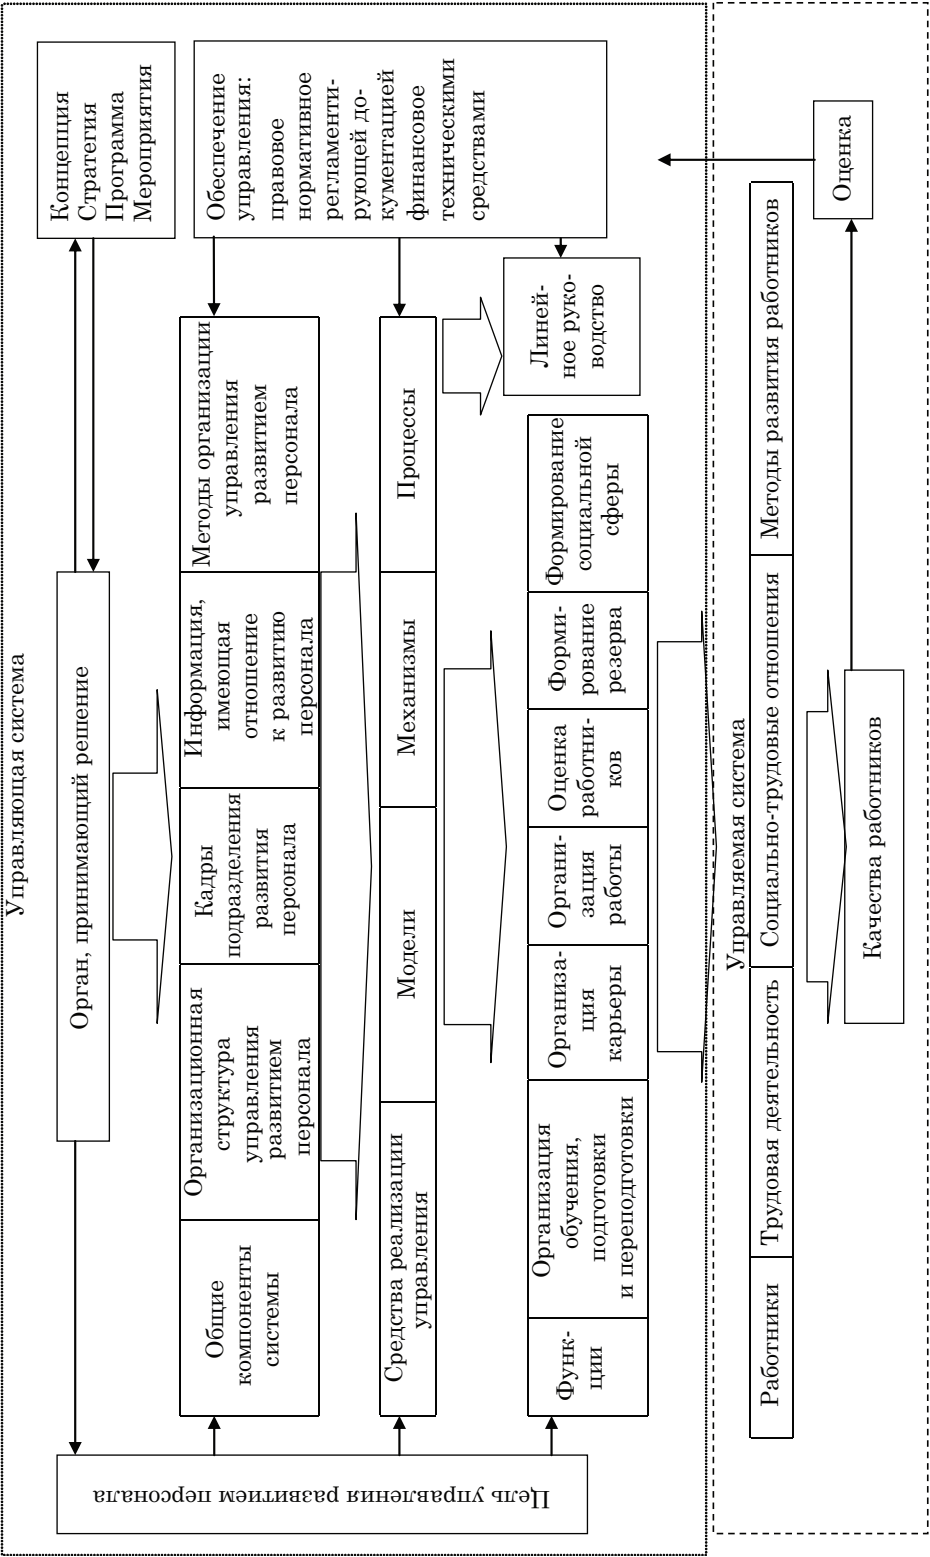 Управляющая система
Орган, принимающий решение
Концепция
Стратегия
Программа
Мероприятия
Цель управления развитием персонала
Общие
компоненты
системы
Организационная
структура
управления
развитием
персонала
Кадры
подразделения
развития
персонала
Информация,
имеющая
отношение
к развитию
персонала
Методы организации
управления
развитием
персонала
Обеспечение
управления:
правовое
нормативное
регламенти-
рующей до-
кументацией
финансовое
техническими
средствами
Средства реализации
управления
Модели
Механизмы
Процессы
Линей-
ное руко-
водство
Функ-
ции
Организация
обучения,
подготовки
и переподготовки
Организа-
ция
карьеры
Органи-
зация
работы
Оценка
работни-
ков
Форми-
рование
резерва
Формирование
социальной
сферы
Управляемая система
Работники
Трудовая деятельность
Социально-трудовые отношения
Методы развития работников
Качества работников
Оценка